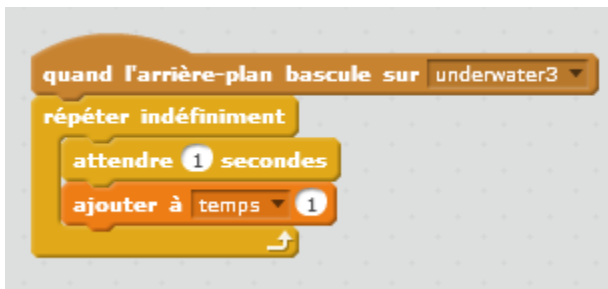 quand l'arrière-plan bascule sur underwater3
répéter indéfiniment
attendre 1 secondes
ajouter à temps 1